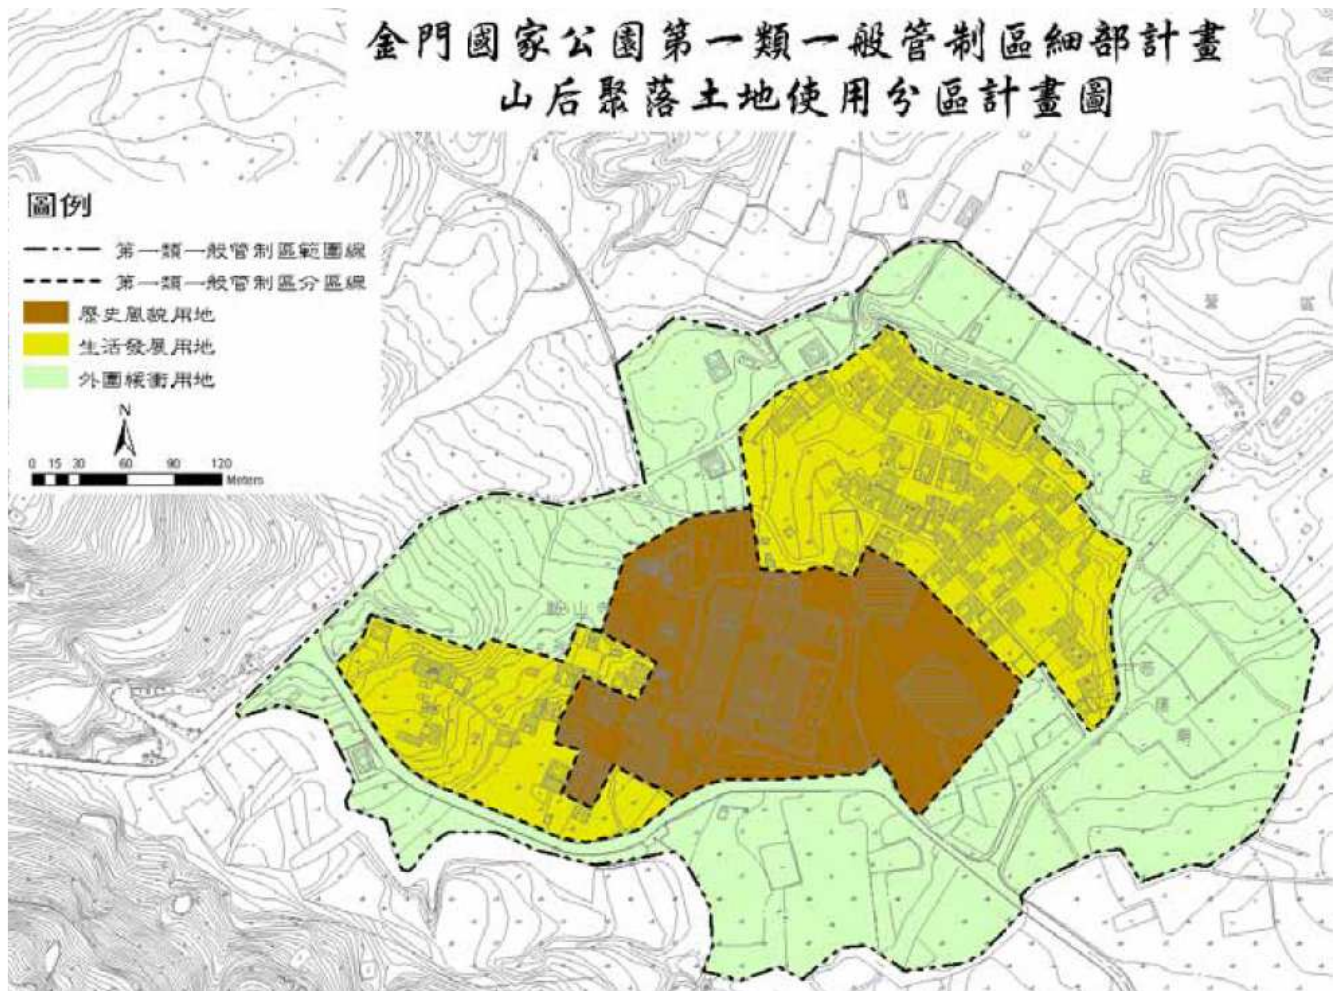 金門國家公園第一類一般管制區細部計畫
山后聚落土地使用分區計畫圖
圖例
第一類一般管制區範圍線
第一類一般管制區分區線
歷史風貌用地
生活發展用地
外圍緩衝用地
N
0 15 30 60 90 120
Meters
營 區